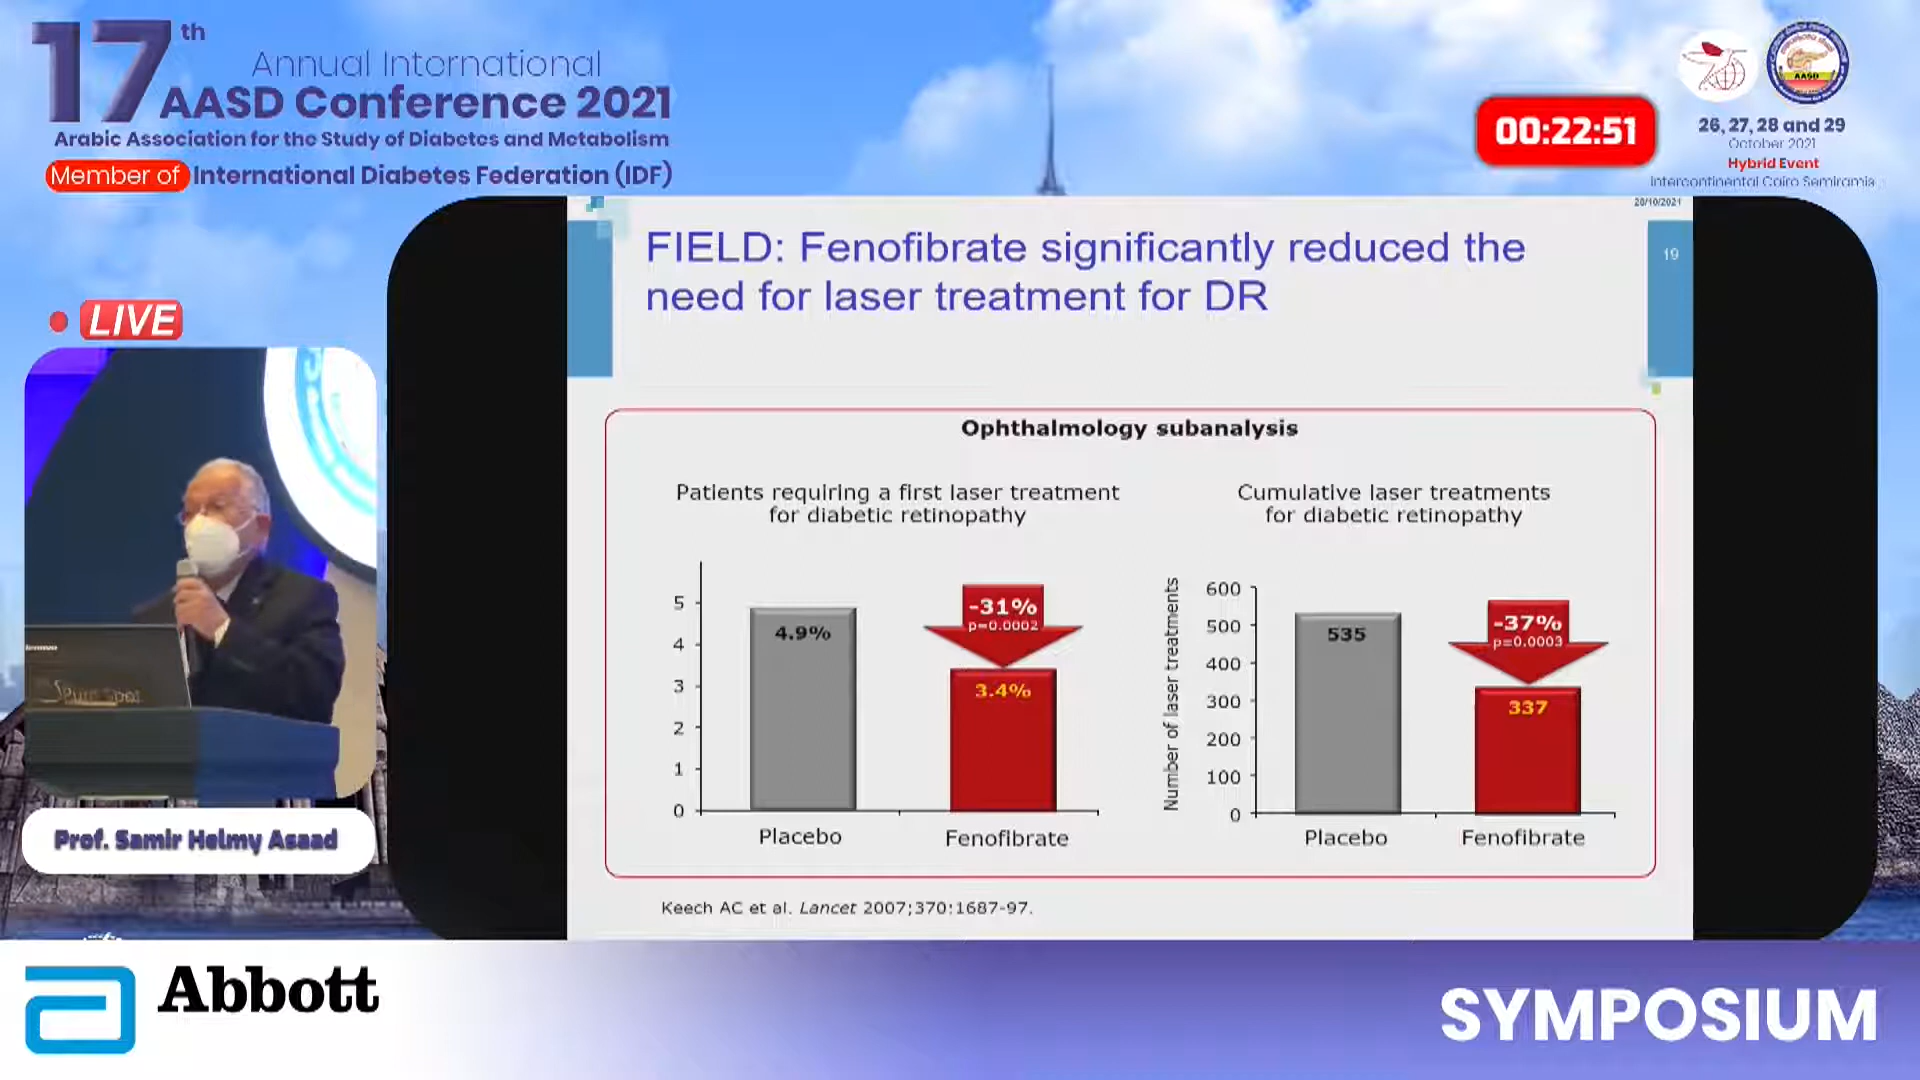 17th
Annual International
AASD Conference 2021
Arabic Association for the Study of Diabetes and Metabolism
Member of International Diabetes Federation (IDF)
00:22:51
AASD
26, 27, 28 and 29
October 2021
Hybrid Event
Intercontinental Cairo Semiramis
28/10/2021
19
FIELD: Fenofibrate significantly reduced the
need for laser treatment for DR
LIVE
Ophthalmology subanalysis
Patients requiring a first laser treatment
for diabetic retinopathy
5
4
3
2
1
0
4.9%
-31%
p=0.0002
3.4%
Placebo
Fenofibrate
Cumulative laser treatments
for diabetic retinopathy
Number of laser treatments
600
500
400
300
200
100
0
535
-37%
p=0.0003
337
Placebo
Fenofibrate
Keech AC et al. Lancet 2007;370:1687-97.
lenovo
Prof. Samir Helmy Asaad
Abbott
SYMPOSIUM